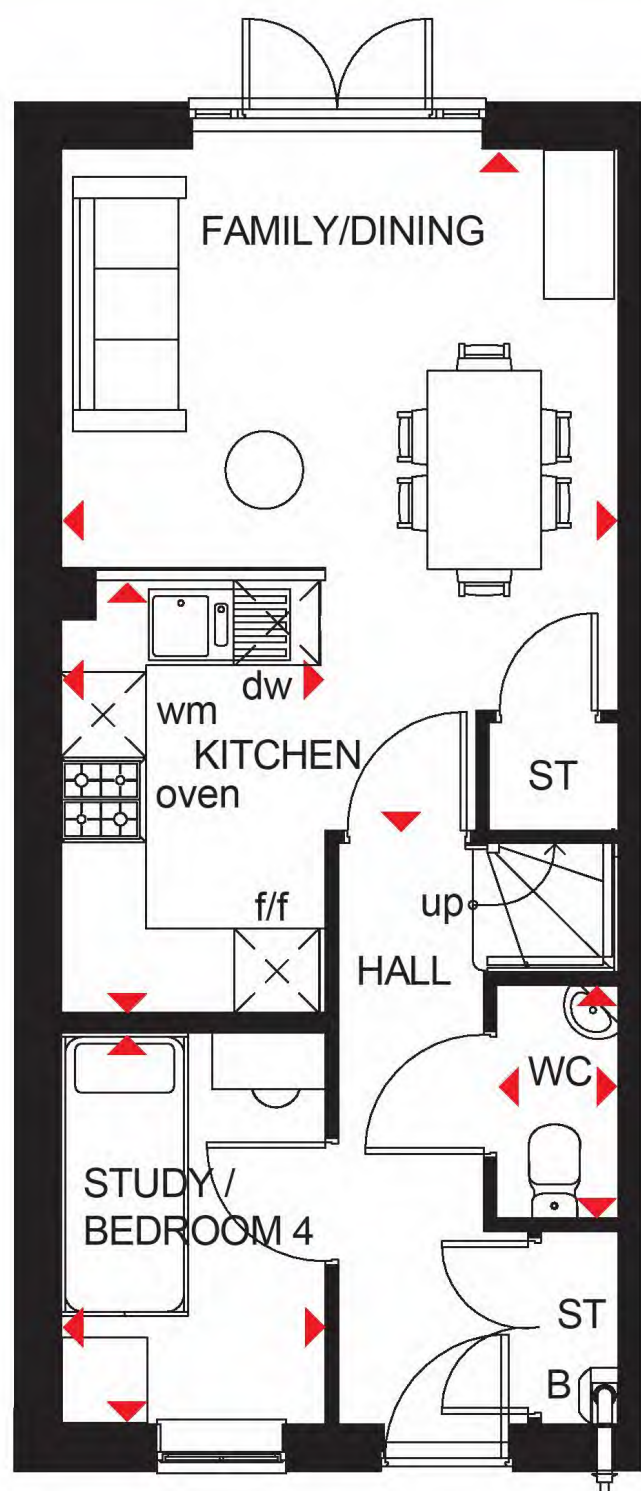 FAMILY/DINING
dw
wm
KITCHEN
oven
ST
f/f
up
HALL
WC
STUDY /
BEDROOM 4
ST
B